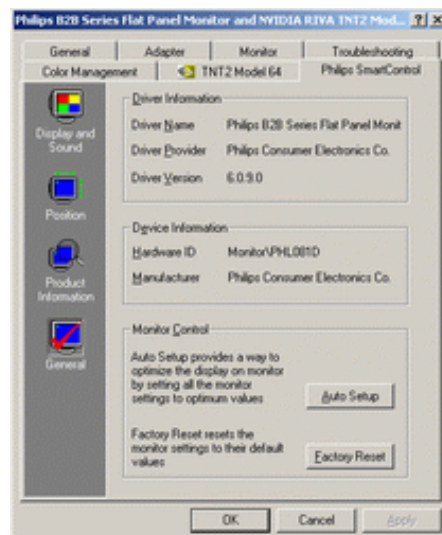 Philips B2B Series Flat Panel Monitor and NVIDIA RIVA TNT2 Mod...
General Adapter Monitor Troubleshooting
Color Management TNT2 Model 64 Philips SmartControl
Display and
Sound
Position
Product
Information
General
Driver Information
Driver Name Philips B2B Series Flat Panel Monit
Driver Provider Philips Consumer Electronics Co.
Driver Version 6.0.9.0
Device Information
Hardware ID Monitor\PHL081D
Manufacturer Philips Consumer Electronics Co.
Monitor Control
Auto Setup provides a way to
optimize the display on monitor
by setting all the monitor
settings to optimum values
Auto Setup
Factory Reset resets the
monitor settings to their default
values
Factory Reset
OK Cancel Apply